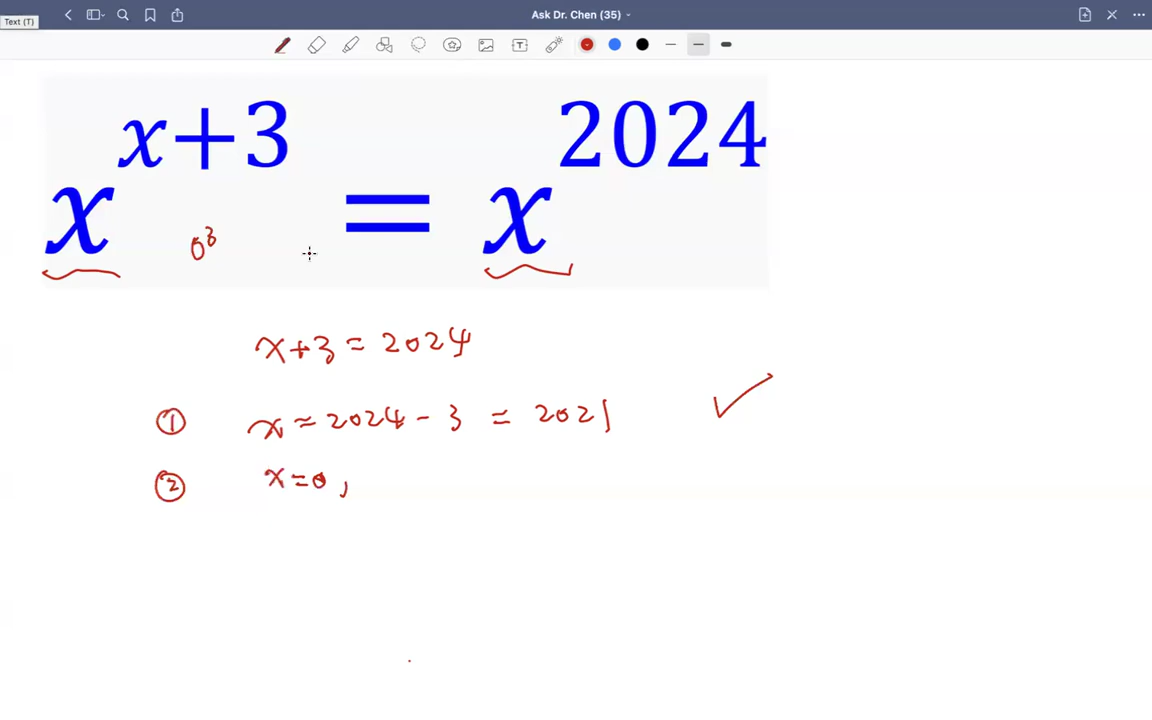 Ask Dr. Chen (35)
Text (T)
x^{x+3} = x^{2024}
0^3
x+3 = 2024
① x = 2024 - 3 = 2021 ✓
② x = 0,